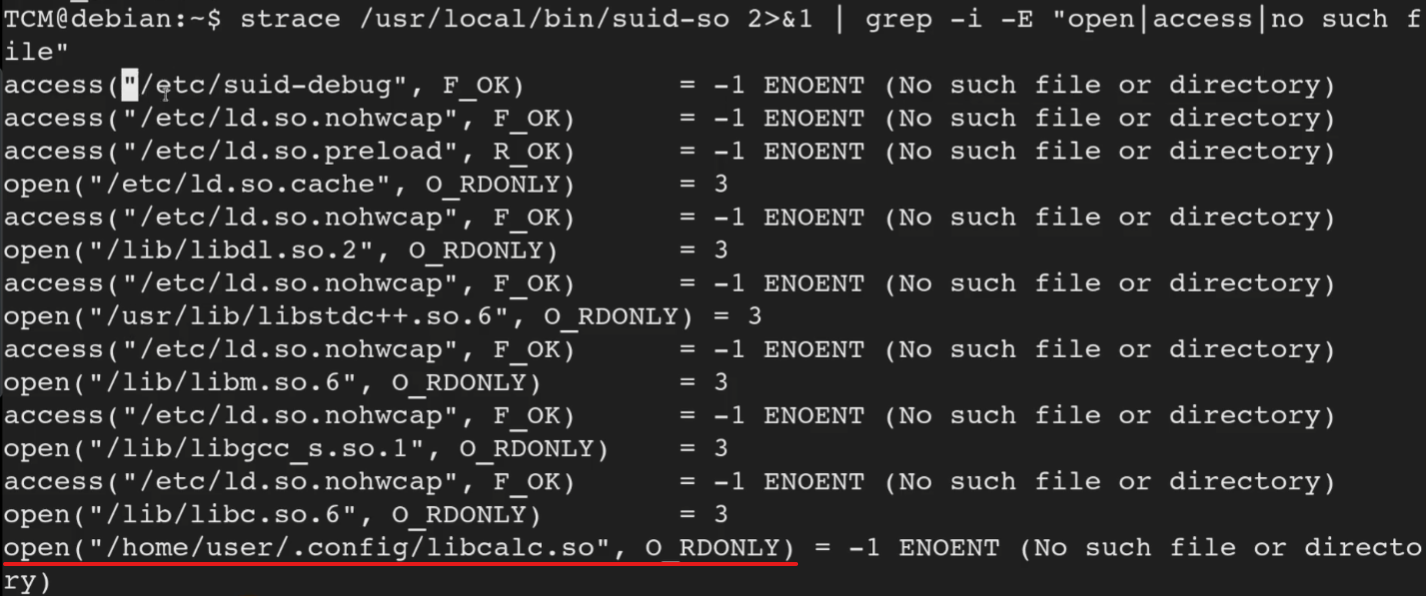 TCM@debian:~$ strace /usr/local/bin/suid-so 2>&1 | grep -i -E "open|access|no such f
ile"
access("/etc/suid-debug", F_OK)         = -1 ENOENT (No such file or directory)
access("/etc/ld.so.nohwcap", F_OK)      = -1 ENOENT (No such file or directory)
access("/etc/ld.so.preload", R_OK)      = -1 ENOENT (No such file or directory)
open("/etc/ld.so.cache", O_RDONLY)      = 3
access("/etc/ld.so.nohwcap", F_OK)      = -1 ENOENT (No such file or directory)
open("/lib/libdl.so.2", O_RDONLY)       = 3
access("/etc/ld.so.nohwcap", F_OK)      = -1 ENOENT (No such file or directory)
open("/usr/lib/libstdc++.so.6", O_RDONLY) = 3
access("/etc/ld.so.nohwcap", F_OK)      = -1 ENOENT (No such file or directory)
open("/lib/libm.so.6", O_RDONLY)        = 3
access("/etc/ld.so.nohwcap", F_OK)      = -1 ENOENT (No such file or directory)
open("/lib/libgcc_s.so.1", O_RDONLY)    = 3
access("/etc/ld.so.nohwcap", F_OK)      = -1 ENOENT (No such file or directory)
open("/lib/libc.so.6", O_RDONLY)        = 3
open("/home/user/.config/libcalc.so", O_RDONLY) = -1 ENOENT (No such file or directo
ry)